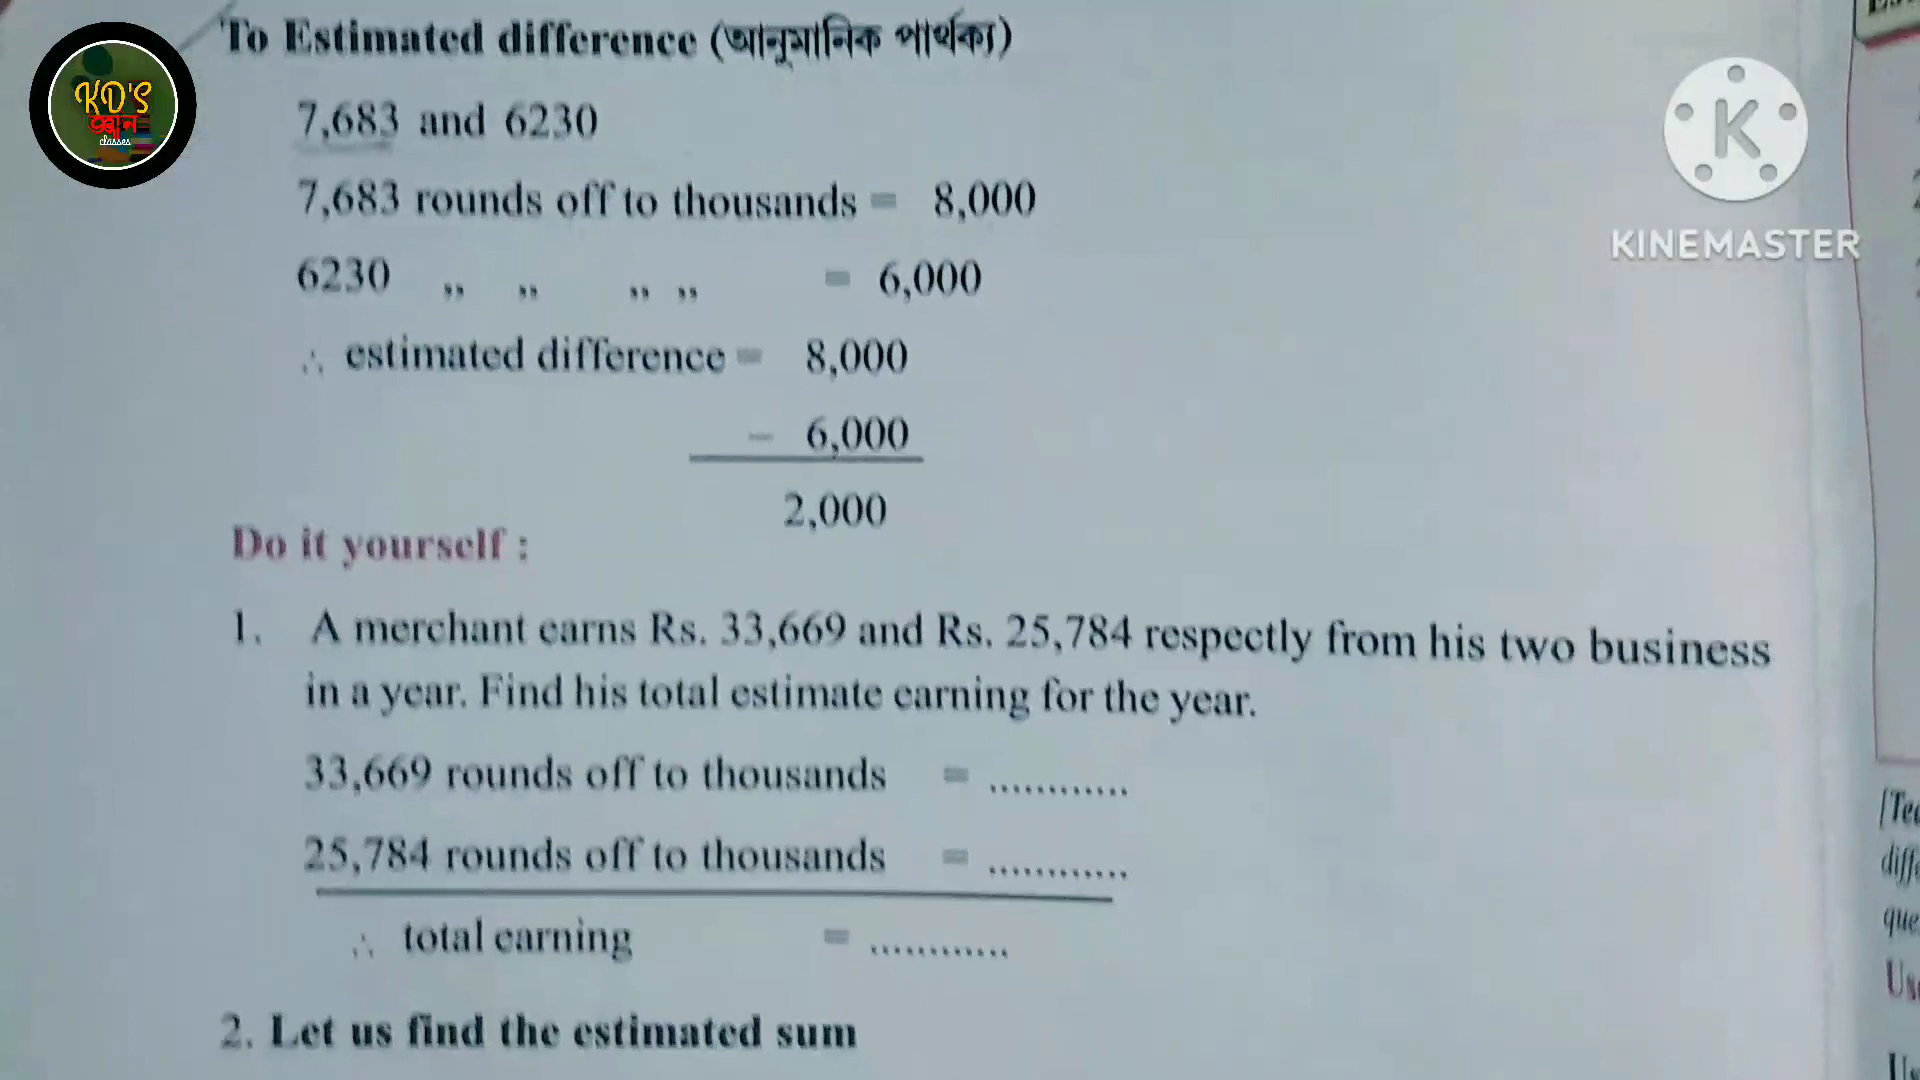 To Estimated difference (আনুমানিক পার্থক্য)
KD'S
জ্ঞান
classes
KINEMASTER
7,683 and 6230
7,683 rounds off to thousands = 8,000
6230 ,, ,, ,, ,, = 6,000
∴ estimated difference = 8,000
− 6,000
2,000
Do it yourself :
1. A merchant earns Rs. 33,669 and Rs. 25,784 respectly from his two business
in a year. Find his total estimate earning for the year.
33,669 rounds off to thousands = ............
25,784 rounds off to thousands = ............
∴ total earning = ............
2. Let us find the estimated sum